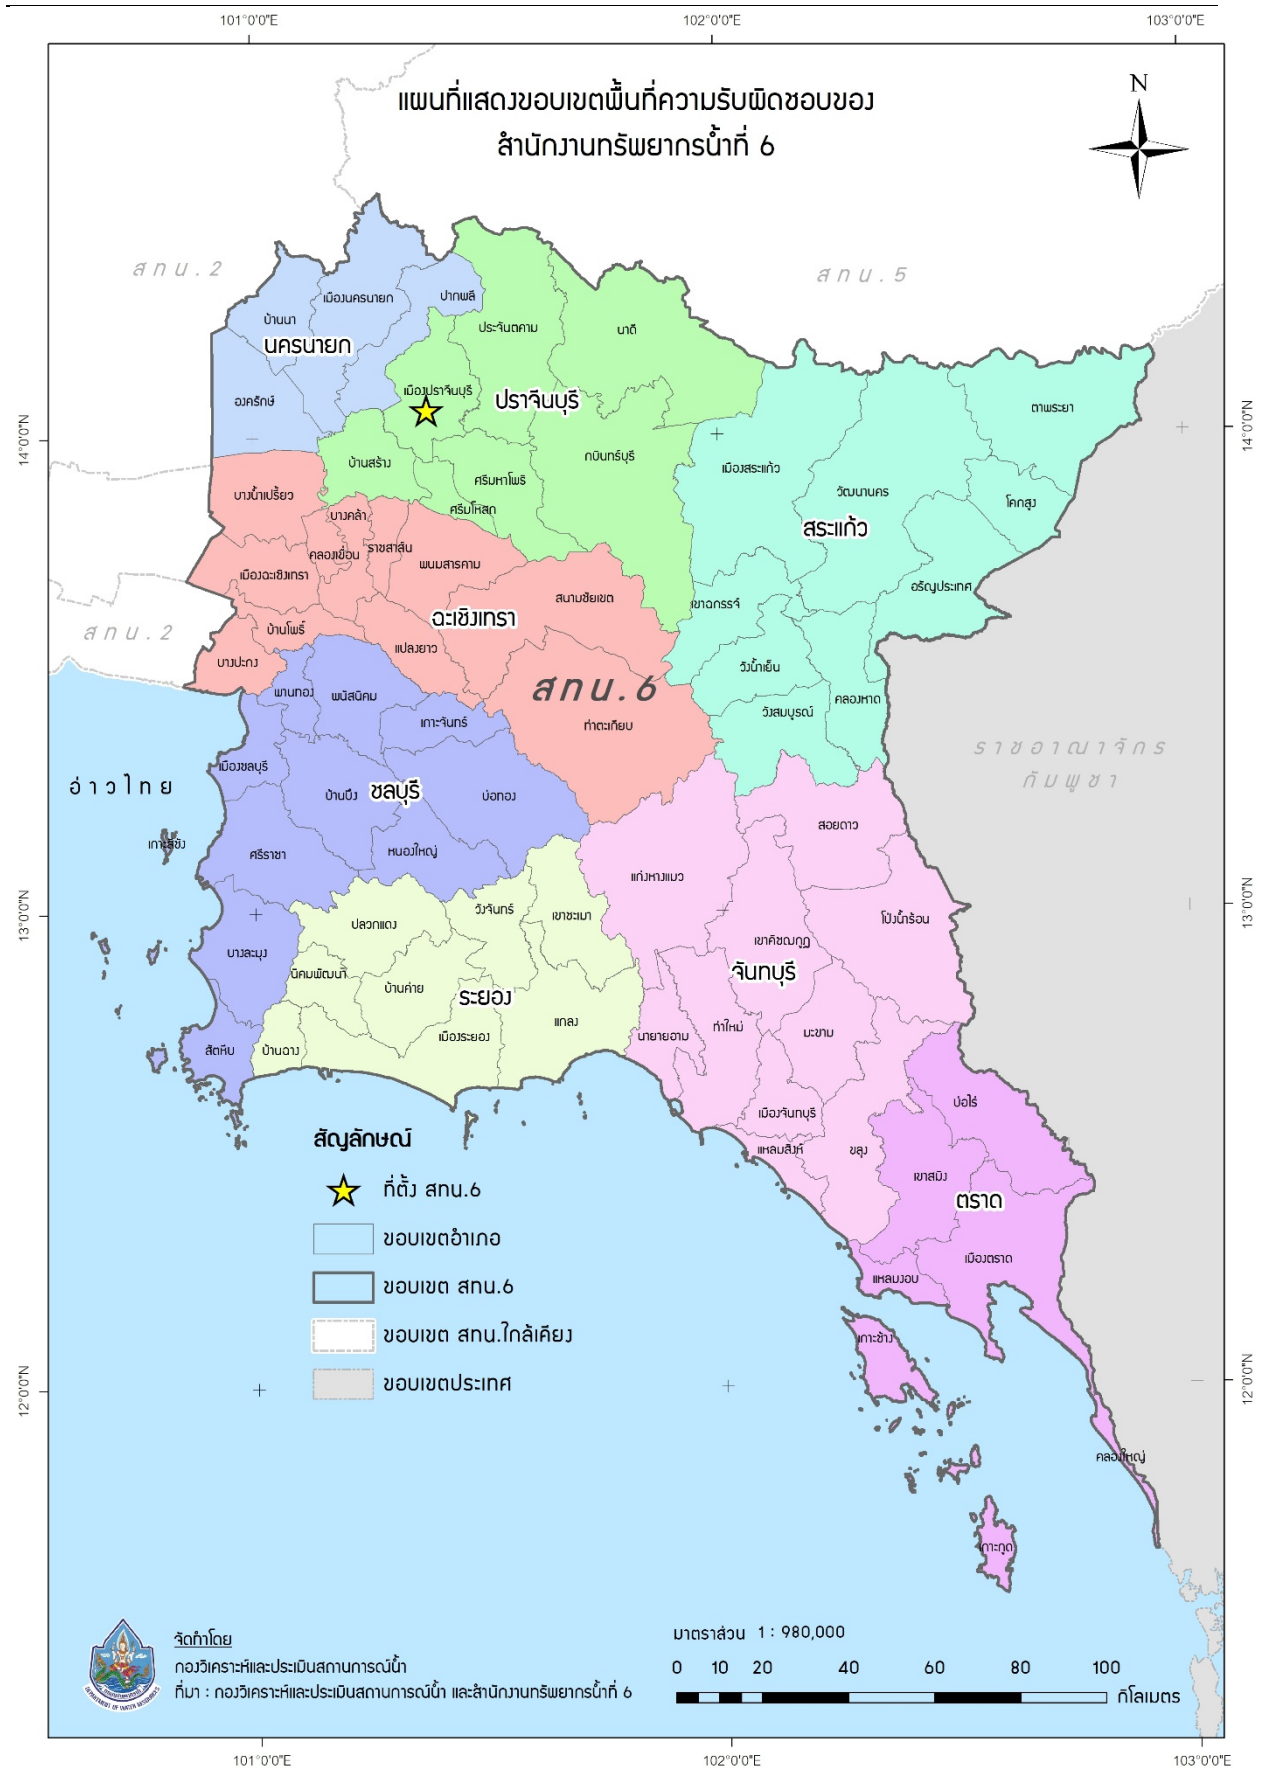 101°0'0"E 102°0'0"E 103°0'0"E
แผนที่แสดงขอบเขตพื้นที่ความรับผิดชอบของ
สำนักงานทรัพยากรน้ำที่ 6
N
สทน.2
สทน.5
เมืองนครนายก
ปากพลี
บ้านนา
นครนายก
ประจันตคาม
นาดี
องครักษ์
เมืองปราจีนบุรี
ปราจีนบุรี
ตาพระยา
14°0'0"N
14°0'0"N
บ้านสร้าง
กบินทร์บุรี
เมืองสระแก้ว
ศรีมหาโพธิ
วัฒนานคร
บางน้ำเปรี้ยว
ศรีมโหสถ
โคกสูง
บางคล้า
สระแก้ว
คลองเขื่อน
ราชสาส์น
พนมสารคาม
เมืองฉะเชิงเทรา
อรัญประเทศ
สนามชัยเขต
เขาฉกรรจ์
ฉะเชิงเทรา
สทน.2
บ้านโพธิ์
แปลงยาว
บางปะกง
วังน้ำเย็น
สทน.6
พานทอง
พนัสนิคม
คลองหาด
วังสมบูรณ์
เกาะจันทร์
ท่าตะเกียบ
ราชอาณาจักร
กัมพูชา
เมืองชลบุรี
อ่าวไทย
บ้านบึง
ชลบุรี
บ่อทอง
สอยดาว
เกาะสีชัง
ศรีราชา
หนองใหญ่
แก่งหางแมว
13°0'0"N
13°0'0"N
วังจันทร์
เขาชะเมา
ปลวกแดง
โป่งน้ำร้อน
เขาคิชฌกูฏ
บางละมุง
นิคมพัฒนา
จันทบุรี
บ้านค่าย
ระยอง
แกลง
ท่าใหม่
มะขาม
สัตหีบ
บ้านฉาง
เมืองระยอง
นายายอาม
บ่อไร่
เมืองจันทบุรี
แหลมสิงห์
ขลุง
เขาสมิง
ตราด
เมืองตราด
แหลมงอบ
เกาะช้าง
คลองใหญ่
เกาะกูด
สัญลักษณ์
ที่ตั้ง สทน.6
ขอบเขตอำเภอ
ขอบเขต สทน.6
ขอบเขต สทน.ใกล้เคียง
ขอบเขตประเทศ
12°0'0"N
12°0'0"N
DEPARTMENT OF WATER RESOURCES
จัดทำโดย
กองวิเคราะห์และประเมินสถานการณ์น้ำ
ที่มา : กองวิเคราะห์และประเมินสถานการณ์น้ำ และสำนักงานทรัพยากรน้ำที่ 6
มาตราส่วน 1 : 980,000
0 10 20 40 60 80 100
กิโลเมตร
101°0'0"E 102°0'0"E 103°0'0"E